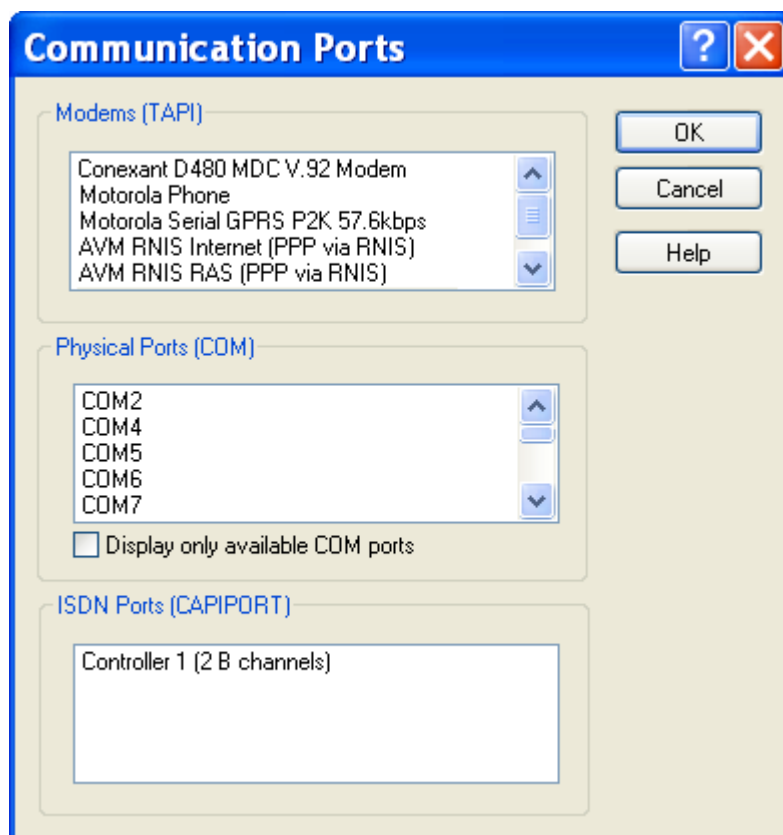 Communication Ports
Modems (TAPI)
Conexant D480 MDC V.92 Modem
Motorola Phone
Motorola Serial GPRS P2K 57.6kbps
AVM RNIS Internet (PPP via RNIS)
AVM RNIS RAS (PPP via RNIS)
OK
Cancel
Help
Physical Ports (COM)
COM2
COM4
COM5
COM6
COM7
Display only available COM ports
ISDN Ports (CAPIPORT)
Controller 1 (2 B channels)